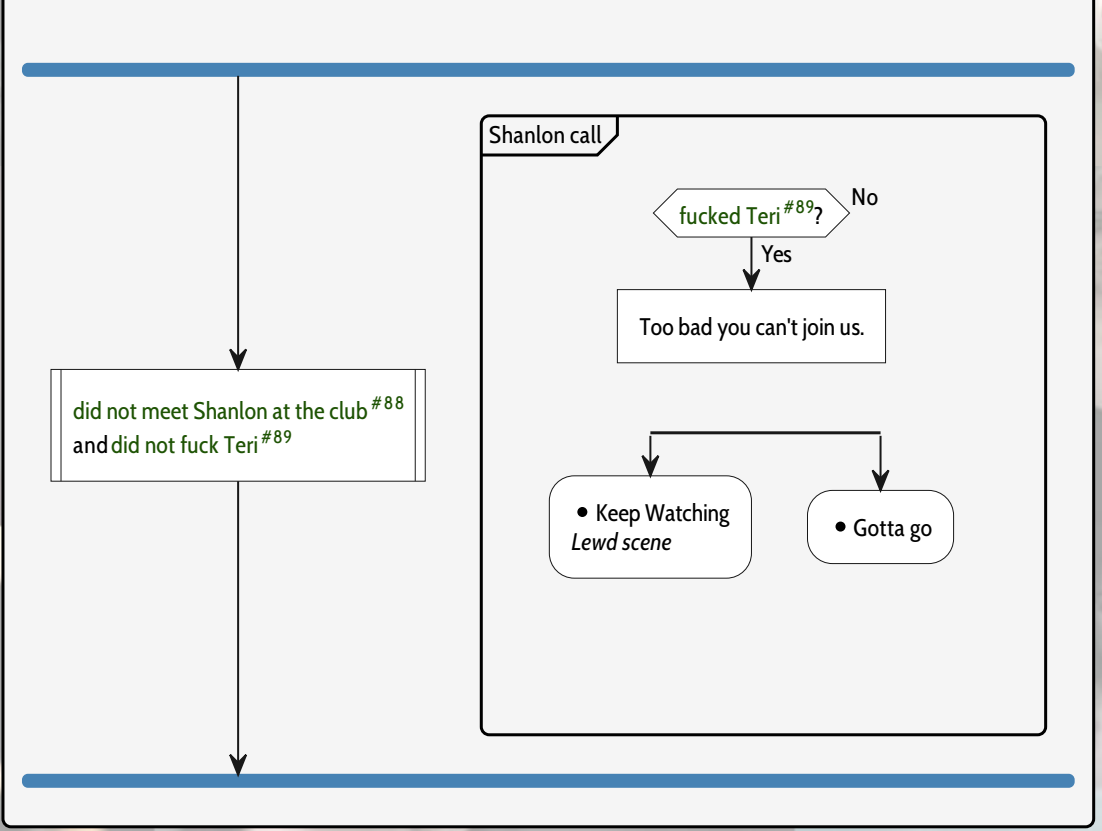 Shanlon call
fucked Teri #89?
No
Yes
Too bad you can't join us.
did not meet Shanlon at the club #88
and did not fuck Teri #89
• Keep Watching
Lewd scene
• Gotta go